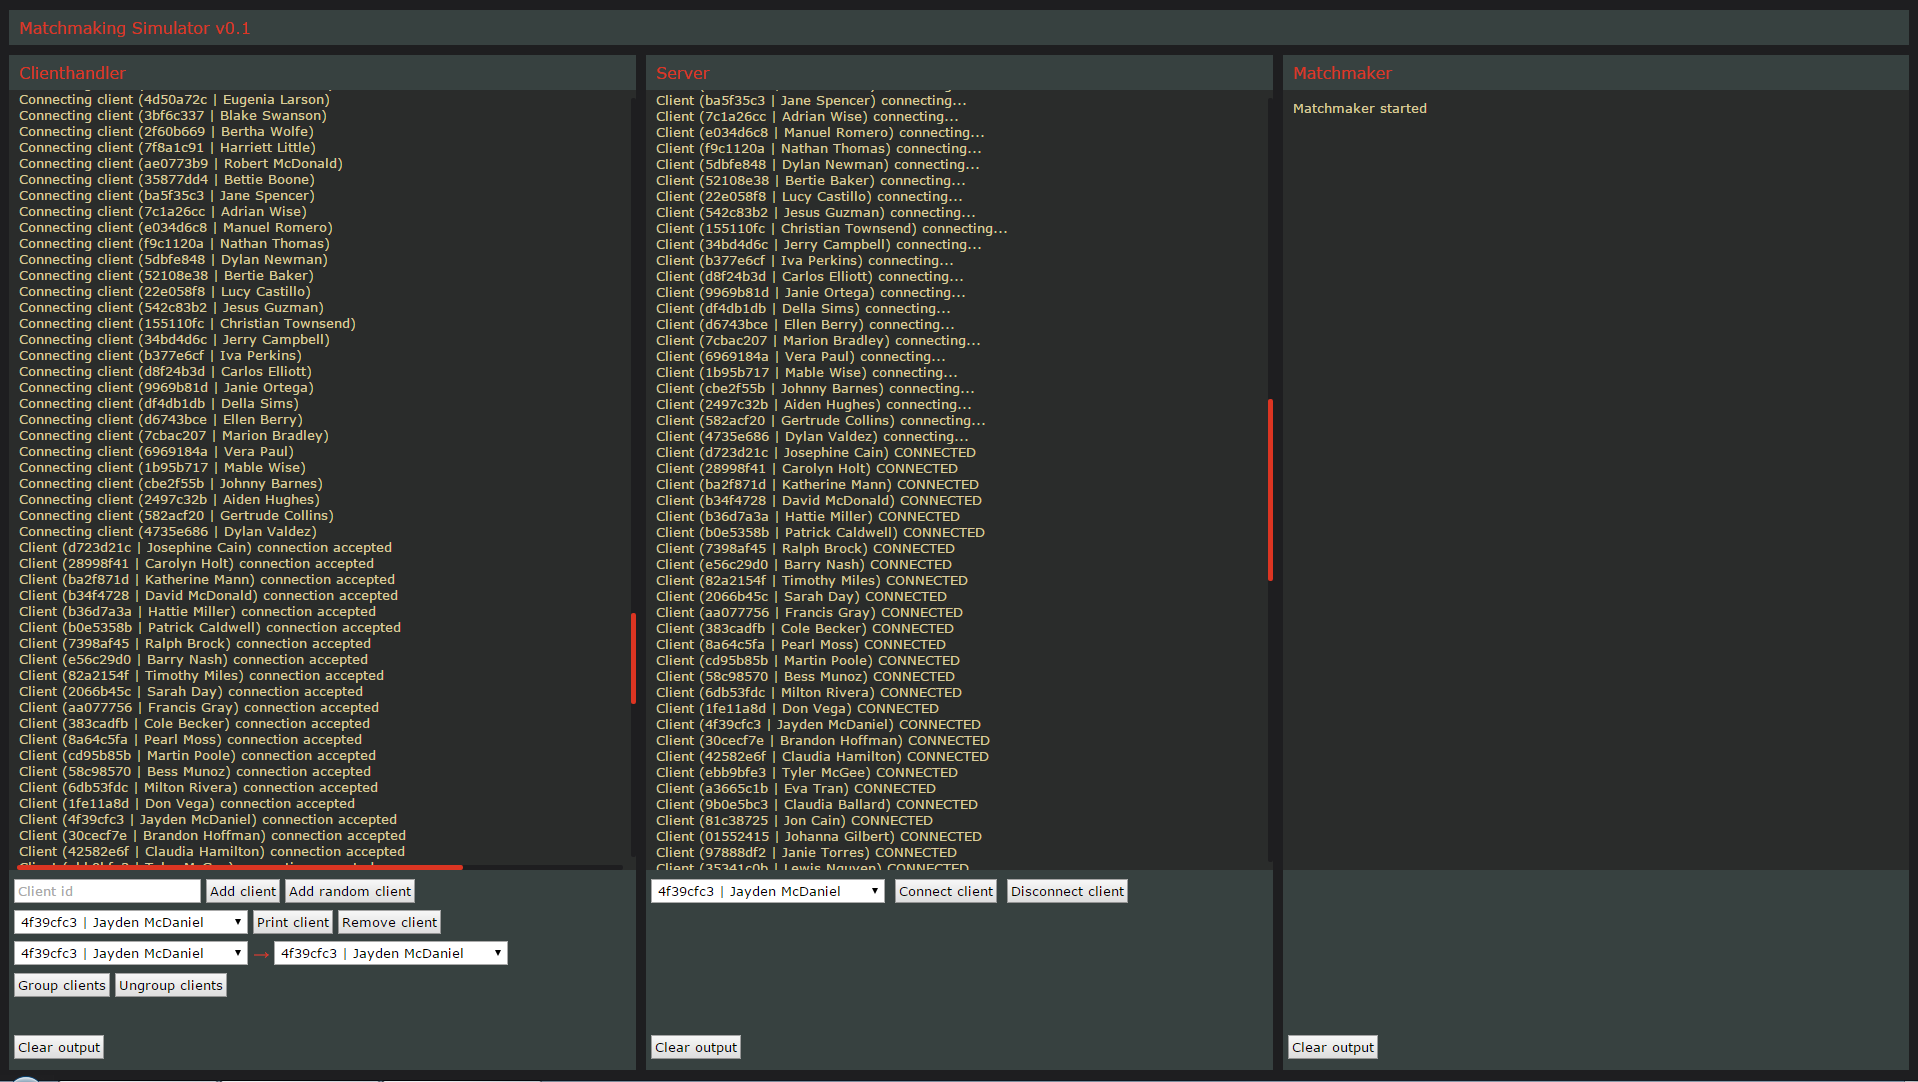 Matchmaking Simulator v0.1
Clienthandler
Connecting client (4d50a72c | Eugenia Larson)
Connecting client (3bf6c337 | Blake Swanson)
Connecting client (2f60b669 | Bertha Wolfe)
Connecting client (7f8a1c91 | Harriett Little)
Connecting client (ae0773b9 | Robert McDonald)
Connecting client (35877dd4 | Bettie Boone)
Connecting client (ba5f35c3 | Jane Spencer)
Connecting client (7c1a26cc | Adrian Wise)
Connecting client (e034d6c8 | Manuel Romero)
Connecting client (f9c1120a | Nathan Thomas)
Connecting client (5dbfe848 | Dylan Newman)
Connecting client (52108e38 | Bertie Baker)
Connecting client (22e058f8 | Lucy Castillo)
Connecting client (542c83b2 | Jesus Guzman)
Connecting client (155110fc | Christian Townsend)
Connecting client (34bd4d6c | Jerry Campbell)
Connecting client (b377e6cf | Iva Perkins)
Connecting client (d8f24b3d | Carlos Elliott)
Connecting client (9969b81d | Janie Ortega)
Connecting client (df4db1db | Della Sims)
Connecting client (d6743bce | Ellen Berry)
Connecting client (7cbac207 | Marion Bradley)
Connecting client (6969184a | Vera Paul)
Connecting client (1b95b717 | Mable Wise)
Connecting client (cbe2f55b | Johnny Barnes)
Connecting client (2497c32b | Aiden Hughes)
Connecting client (582acf20 | Gertrude Collins)
Connecting client (4735e686 | Dylan Valdez)
Client (d723d21c | Josephine Cain) connection accepted
Client (28998f41 | Carolyn Holt) connection accepted
Client (ba2f871d | Katherine Mann) connection accepted
Client (b34f4728 | David McDonald) connection accepted
Client (b36d7a3a | Hattie Miller) connection accepted
Client (b0e5358b | Patrick Caldwell) connection accepted
Client (7398af45 | Ralph Brock) connection accepted
Client (e56c29d0 | Barry Nash) connection accepted
Client (82a2154f | Timothy Miles) connection accepted
Client (2066b45c | Sarah Day) connection accepted
Client (aa077756 | Francis Gray) connection accepted
Client (383cadfb | Cole Becker) connection accepted
Client (8a64c5fa | Pearl Moss) connection accepted
Client (cd95b85b | Martin Poole) connection accepted
Client (58c98570 | Bess Munoz) connection accepted
Client (6db53fdc | Milton Rivera) connection accepted
Client (1fe11a8d | Don Vega) connection accepted
Client (4f39cfc3 | Jayden McDaniel) connection accepted
Client (30cecf7e | Brandon Hoffman) connection accepted
Client (42582e6f | Claudia Hamilton) connection accepted
Client id Add client Add random client
4f39cfc3 | Jayden McDaniel Print client Remove client
4f39cfc3 | Jayden McDaniel → 4f39cfc3 | Jayden McDaniel
Group clients Ungroup clients
Clear output
Server
Client (ba5f35c3 | Jane Spencer) connecting...
Client (7c1a26cc | Adrian Wise) connecting...
Client (e034d6c8 | Manuel Romero) connecting...
Client (f9c1120a | Nathan Thomas) connecting...
Client (5dbfe848 | Dylan Newman) connecting...
Client (52108e38 | Bertie Baker) connecting...
Client (22e058f8 | Lucy Castillo) connecting...
Client (542c83b2 | Jesus Guzman) connecting...
Client (155110fc | Christian Townsend) connecting...
Client (34bd4d6c | Jerry Campbell) connecting...
Client (b377e6cf | Iva Perkins) connecting...
Client (d8f24b3d | Carlos Elliott) connecting...
Client (9969b81d | Janie Ortega) connecting...
Client (df4db1db | Della Sims) connecting...
Client (d6743bce | Ellen Berry) connecting...
Client (7cbac207 | Marion Bradley) connecting...
Client (6969184a | Vera Paul) connecting...
Client (1b95b717 | Mable Wise) connecting...
Client (cbe2f55b | Johnny Barnes) connecting...
Client (2497c32b | Aiden Hughes) connecting...
Client (582acf20 | Gertrude Collins) connecting...
Client (4735e686 | Dylan Valdez) connecting...
Client (d723d21c | Josephine Cain) CONNECTED
Client (28998f41 | Carolyn Holt) CONNECTED
Client (ba2f871d | Katherine Mann) CONNECTED
Client (b34f4728 | David McDonald) CONNECTED
Client (b36d7a3a | Hattie Miller) CONNECTED
Client (b0e5358b | Patrick Caldwell) CONNECTED
Client (7398af45 | Ralph Brock) CONNECTED
Client (e56c29d0 | Barry Nash) CONNECTED
Client (82a2154f | Timothy Miles) CONNECTED
Client (2066b45c | Sarah Day) CONNECTED
Client (aa077756 | Francis Gray) CONNECTED
Client (383cadfb | Cole Becker) CONNECTED
Client (8a64c5fa | Pearl Moss) CONNECTED
Client (cd95b85b | Martin Poole) CONNECTED
Client (58c98570 | Bess Munoz) CONNECTED
Client (6db53fdc | Milton Rivera) CONNECTED
Client (1fe11a8d | Don Vega) CONNECTED
Client (4f39cfc3 | Jayden McDaniel) CONNECTED
Client (30cecf7e | Brandon Hoffman) CONNECTED
Client (42582e6f | Claudia Hamilton) CONNECTED
Client (ebb9bfe3 | Tyler McGee) CONNECTED
Client (a3665c1b | Eva Tran) CONNECTED
Client (9b0e5bc3 | Claudia Ballard) CONNECTED
Client (81c38725 | Jon Cain) CONNECTED
Client (01552415 | Johanna Gilbert) CONNECTED
Client (97888df2 | Janie Torres) CONNECTED
Client (35341c0b | Lewis Nguyen) CONNECTED
4f39cfc3 | Jayden McDaniel Connect client Disconnect client
Clear output
Matchmaker
Matchmaker started
Clear output